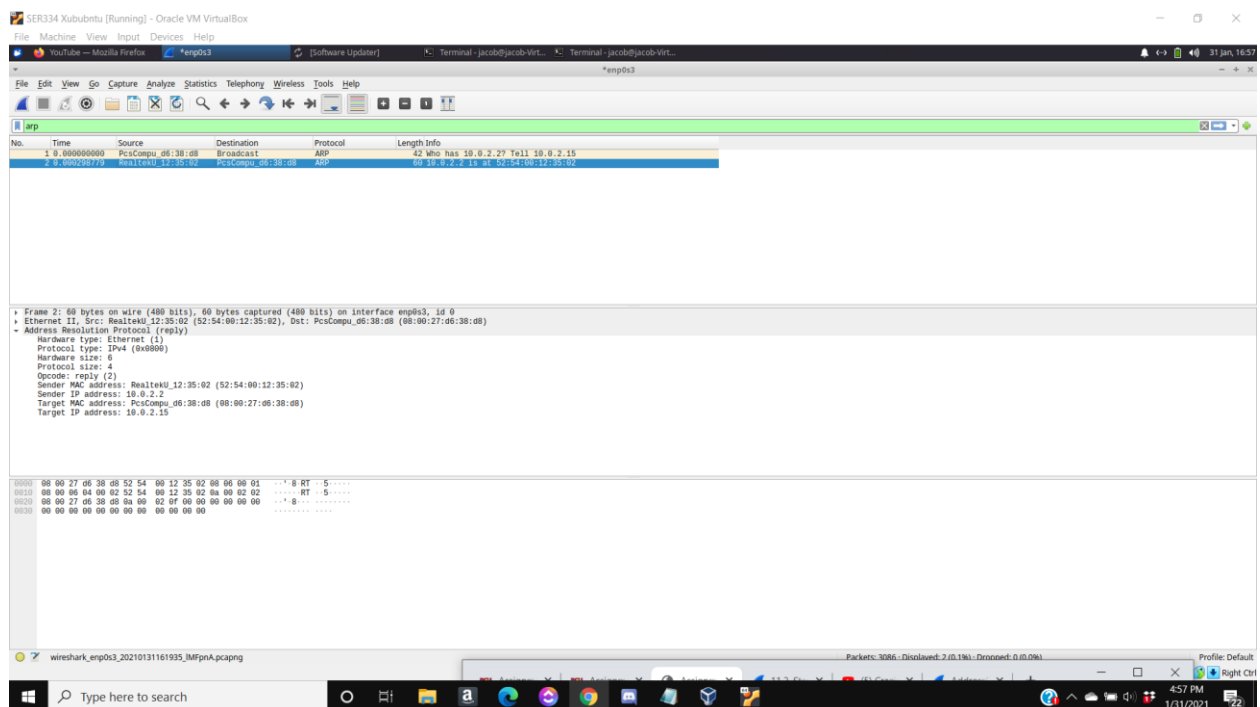 SER334 Xububntu [Running] - Oracle VM VirtualBox
File Machine View Input Devices Help
YouTube — Mozilla Firefox *enp0s3 [Software Updater] Terminal - jacob@jacob-Virt... Terminal - jacob@jacob-Virt... 31 Jan, 16:57
*enp0s3
File Edit View Go Capture Analyze Statistics Telephony Wireless Tools Help
arp
No. Time Source Destination Protocol Length Info
1 0.000000000 PcsCompu_d6:38:d8 Broadcast ARP 42 Who has 10.0.2.2? Tell 10.0.2.15
2 0.000298779 RealtekU_12:35:02 PcsCompu_d6:38:d8 ARP 60 10.0.2.2 is at 52:54:00:12:35:02
Frame 2: 60 bytes on wire (480 bits), 60 bytes captured (480 bits) on interface enp0s3, id 0
Ethernet II, Src: RealtekU_12:35:02 (52:54:00:12:35:02), Dst: PcsCompu_d6:38:d8 (08:00:27:d6:38:d8)
Address Resolution Protocol (reply)
Hardware type: Ethernet (1)
Protocol type: IPv4 (0x0800)
Hardware size: 6
Protocol size: 4
Opcode: reply (2)
Sender MAC address: RealtekU_12:35:02 (52:54:00:12:35:02)
Sender IP address: 10.0.2.2
Target MAC address: PcsCompu_d6:38:d8 (08:00:27:d6:38:d8)
Target IP address: 10.0.2.15
0000 08 00 27 d6 38 d8 52 54 00 12 35 02 08 06 00 01 ··'·8·RT ··5·····
0010 08 00 06 04 00 02 52 54 00 12 35 02 0a 00 02 02 ······RT ··5·····
0020 08 00 27 d6 38 d8 0a 00 02 0f 00 00 00 00 00 00 ··'·8··· ········
0030 00 00 00 00 00 00 00 00 00 00 00 00 ········ ····
wireshark_enp0s3_20210131161935_lMFpnA.pcapng Packets: 3086 · Displayed: 2 (0.1%) · Dropped: 0 (0.0%) Profile: Default
Right Ctrl
Type here to search
4:57 PM
1/31/2021
22